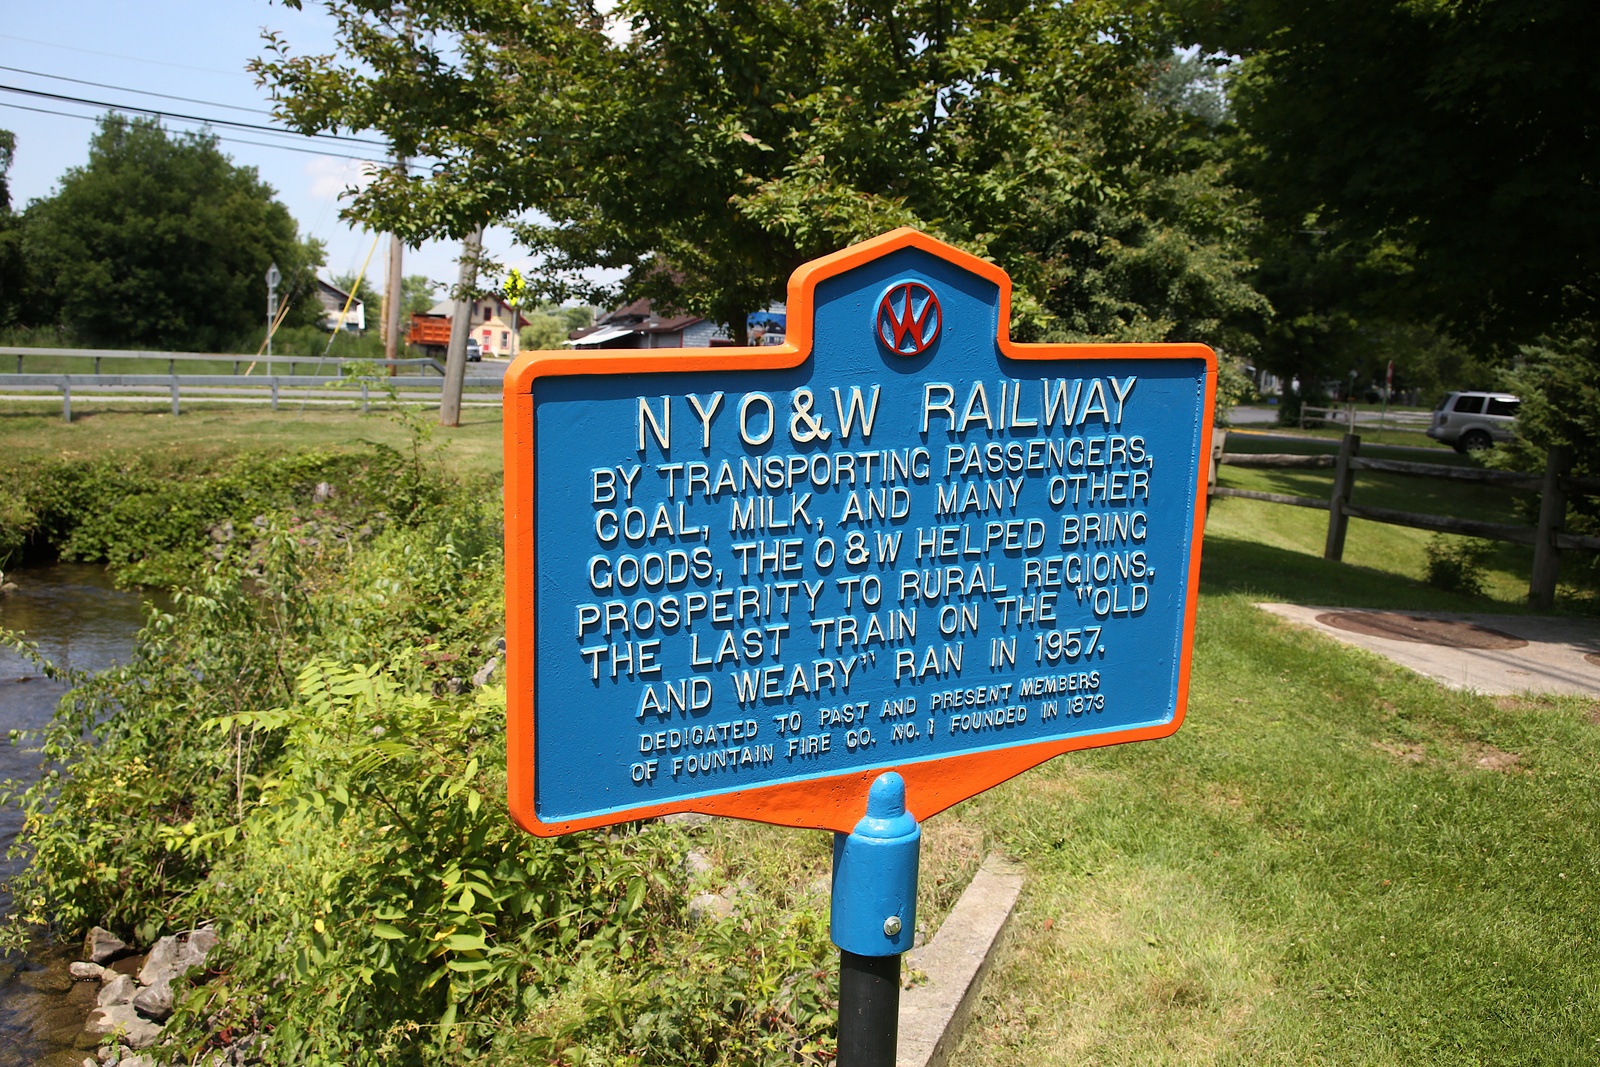 NYO&W RAILWAY
BY TRANSPORTING PASSENGERS,
COAL, MILK, AND MANY OTHER
GOODS, THE O&W HELPED BRING
PROSPERITY TO RURAL REGIONS.
THE LAST TRAIN ON THE "OLD
AND WEARY" RAN IN 1957.
DEDICATED TO PAST AND PRESENT MEMBERS
OF FOUNTAIN FIRE CO. NO. 1 FOUNDED IN 1873